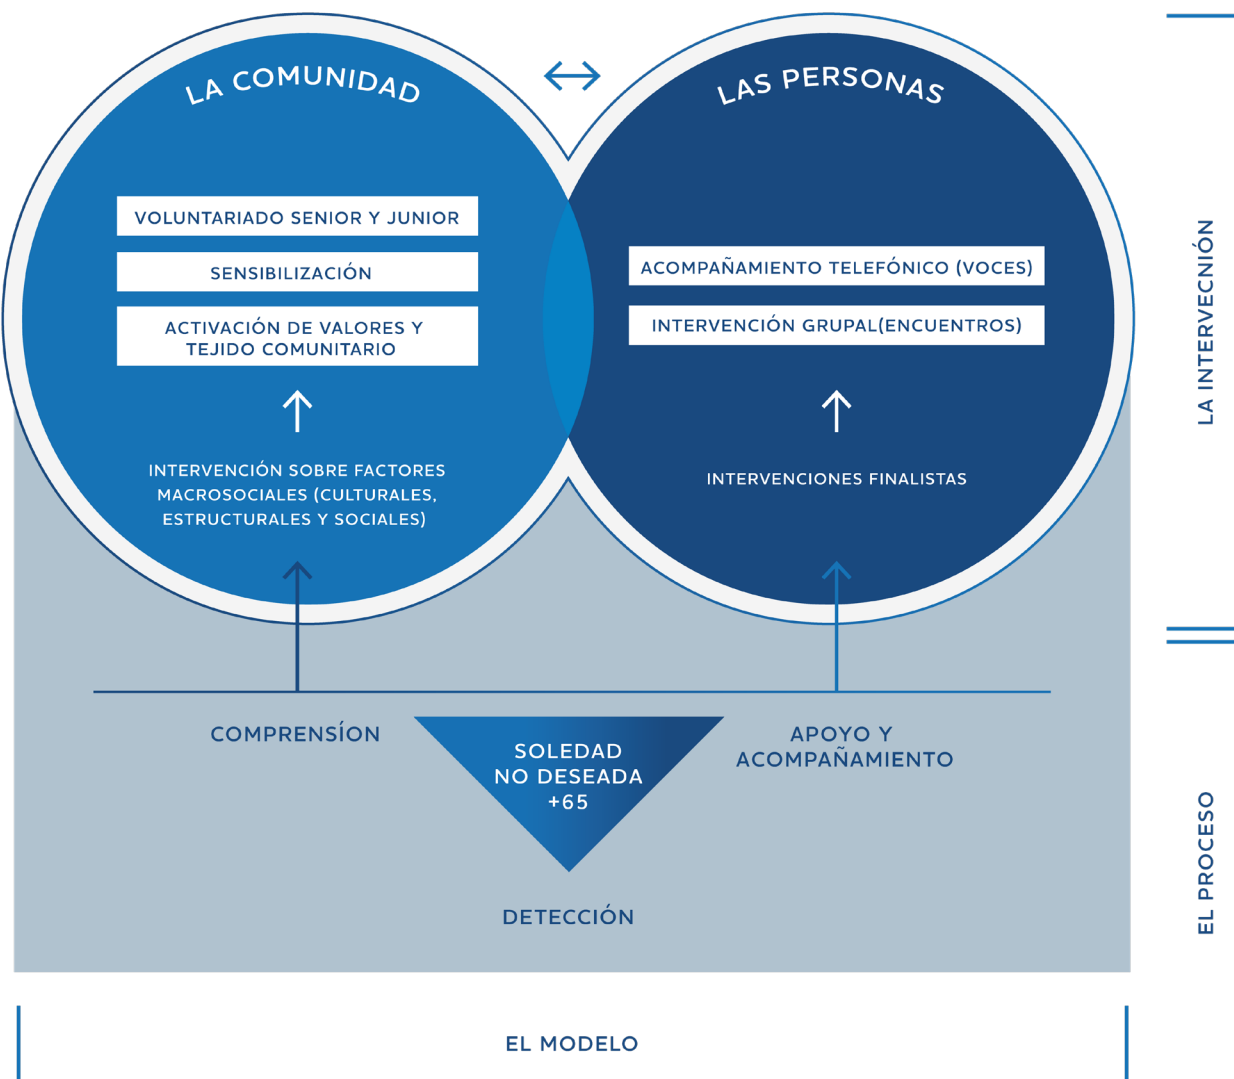 LA COMUNIDAD
LAS PERSONAS
VOLUNTARIADO SENIOR Y JUNIOR
SENSIBILIZACIÓN
ACTIVACIÓN DE VALORES Y
TEJIDO COMUNITARIO
INTERVENCIÓN SOBRE FACTORES
MACROSOCIALES (CULTURALES,
ESTRUCTURALES Y SOCIALES)
ACOMPAÑAMIENTO TELEFÓNICO (VOCES)
INTERVENCIÓN GRUPAL(ENCUENTROS)
INTERVENCIONES FINALISTAS
LA INTERVECNIÓN
COMPRENSÍON
SOLEDAD
NO DESEADA
+65
APOYO Y
ACOMPAÑAMIENTO
DETECCIÓN
EL PROCESO
EL MODELO